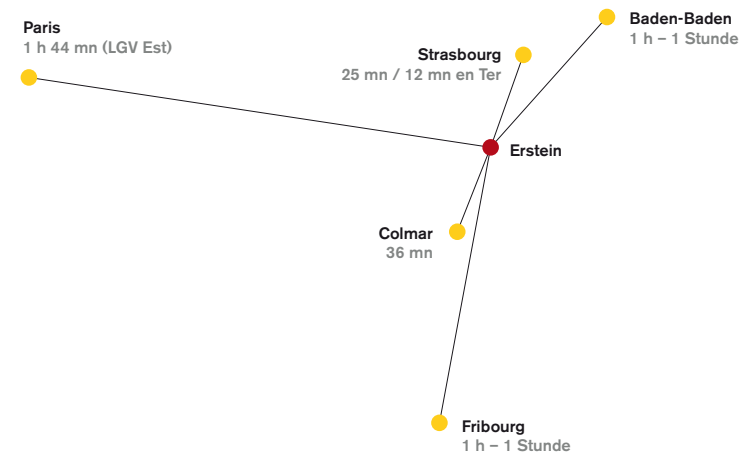 Paris
1 h 44 mn (LGV Est)
Baden-Baden
1 h – 1 Stunde
Strasbourg
25 mn / 12 mn en Ter
Erstein
Colmar
36 mn
Fribourg
1 h – 1 Stunde